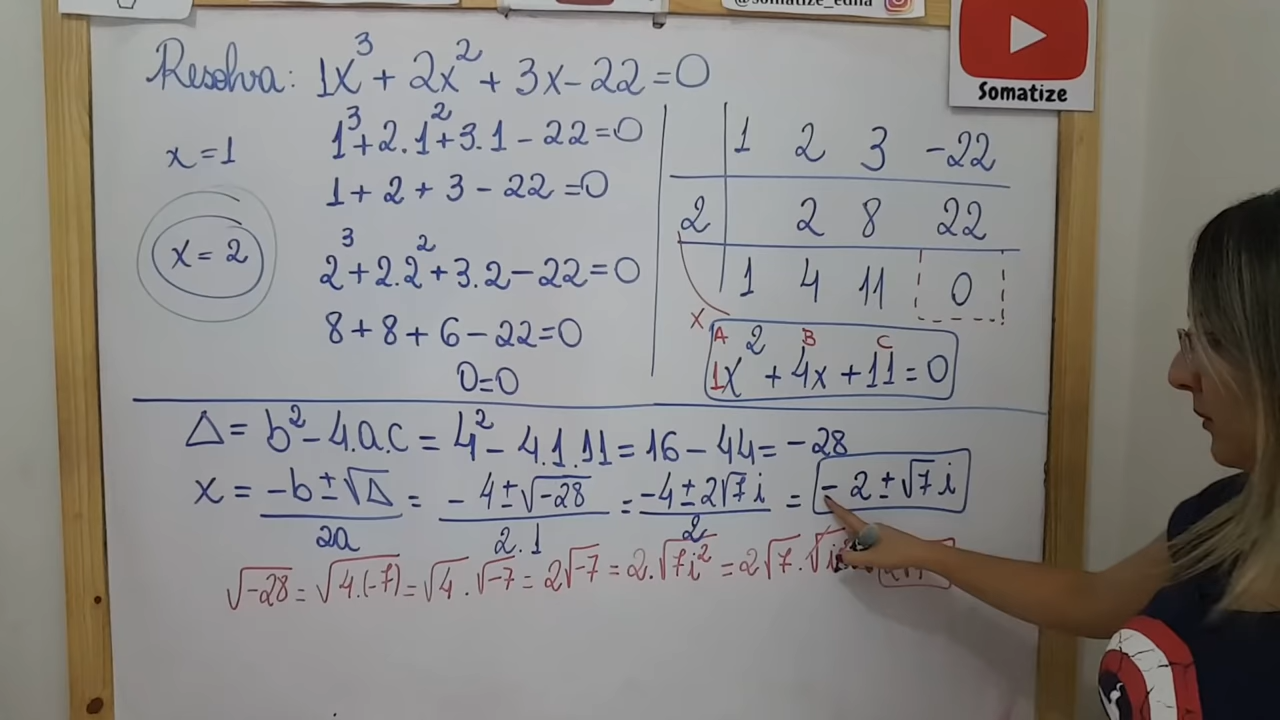 @somatize_edna
Somatize
Resolva: 1x³ + 2x² + 3x - 22 = 0
x = 1
1³ + 2.1² + 3.1 - 22 = 0
1 + 2 + 3 - 22 = 0
x = 2
2³ + 2.2² + 3.2 - 22 = 0
8 + 8 + 6 - 22 = 0
0 = 0
1 2 3 -22
2 2 8 22
1 4 11 0
x
A B C
1x² + 4x + 11 = 0
Δ = b² - 4.a.c = 4² - 4.1.11 = 16 - 44 = -28
x = (-b ± √Δ)/2a = (-4 ± √-28)/2.1 = (-4 ± 2√7 i)/2 = -2 ± √7 i
√-28 = √4.(-7) = √4 . √-7 = 2√-7 = 2.√7i² = 2√7 .